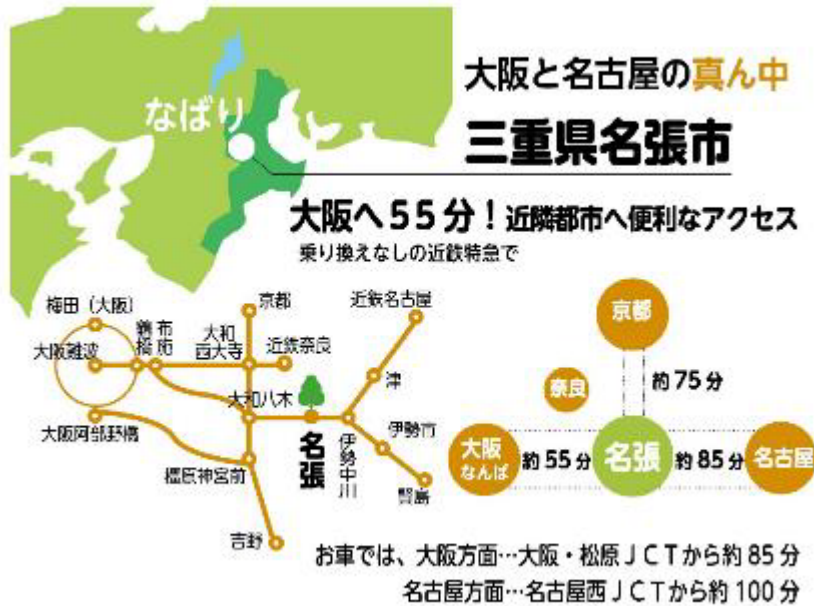 大阪と名古屋の真ん中
なばり
三重県名張市
大阪へ55分！近隣都市へ便利なアクセス
乗り換えなしの近鉄特急で
梅田（大阪）
京都
近鉄名古屋
鶴橋
布施
大和西大寺
近鉄奈良
大阪難波
津
大和八木
大阪阿部野橋
名張
伊勢中川
伊勢市
橿原神宮前
賢島
吉野
京都
奈良
約75分
大阪
なんば
約55分
名張
約85分
名古屋
お車では、大阪方面…大阪・松原JCTから約85分
名古屋方面…名古屋西JCTから約100分